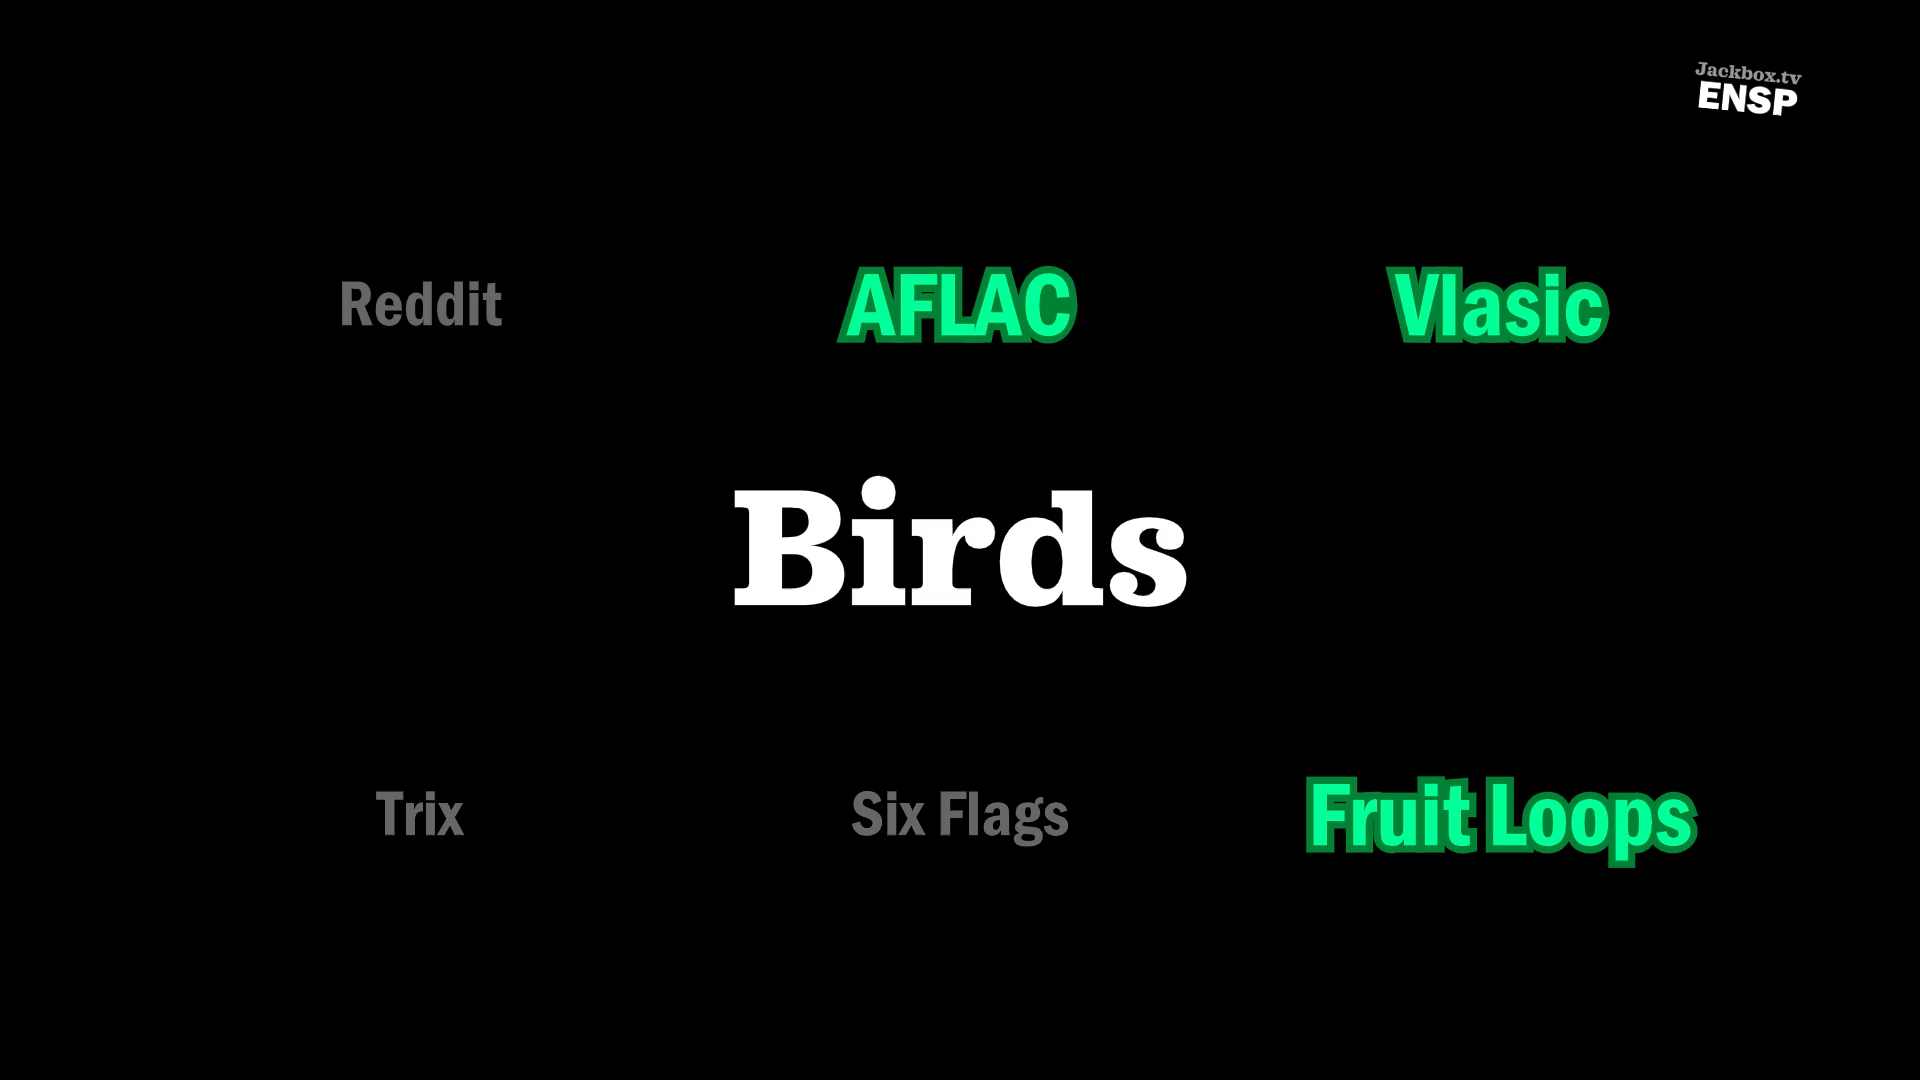 Jackbox.tv
ENSP
Reddit
AFLAC
Vlasic
Birds
Trix
Six Flags
Fruit Loops